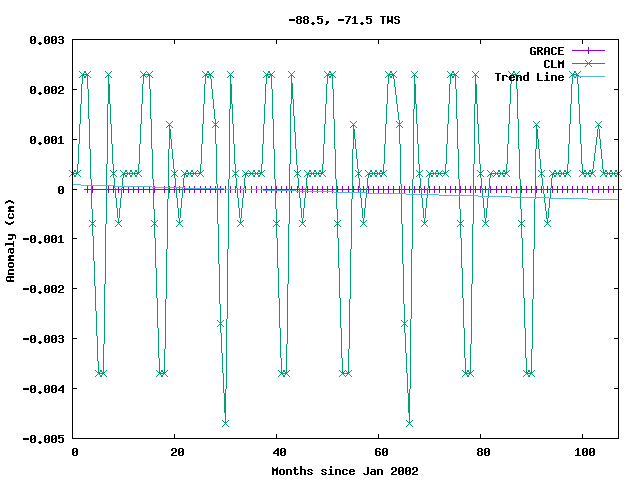 -88.5, -71.5 TWS
GRACE
CLM
Trend Line
0.003
0.002
0.001
0
-0.001
-0.002
-0.003
-0.004
-0.005
Anomaly (cm)
0 20 40 60 80 100
Months since Jan 2002